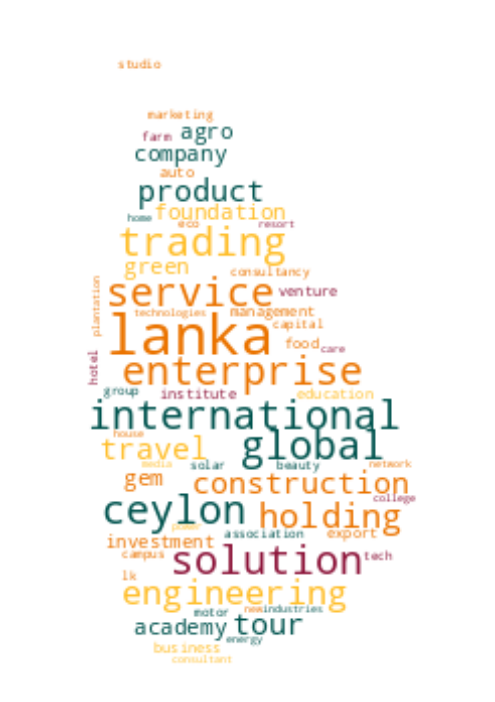 studio
marketing
farm agro
company
auto
product
home foundation
eco resort
trading
green consultancy
plantation service venture
technologies management
lanka capital
food care
hotel enterprise
group institute education
international
house global
travel
media solar beauty network
gem construction college
ceylon holding
power
investment association export
campus solution tech
lk
engineering
motor new industries
academy tour
energy
business
consultant